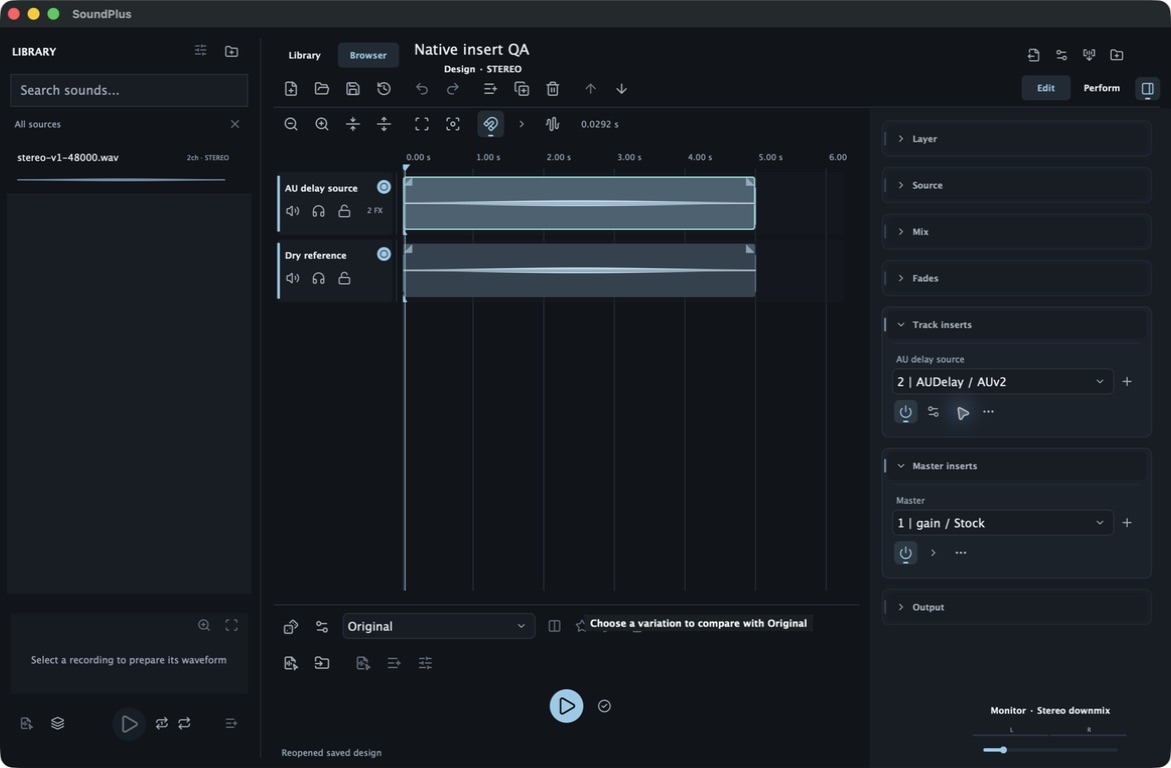 SoundPlus
LIBRARY
Search sounds...
All sources
stereo-v1-48000.wav
2ch · STEREO
Select a recording to prepare its waveform
Library
Browser
Native insert QA
Design · STEREO
Edit
Perform
0.0292 s
0.00 s
1.00 s
2.00 s
3.00 s
4.00 s
5.00 s
6.00
AU delay source
2 FX
Dry reference
Original
Choose a variation to compare with Original
Reopened saved design
Layer
Source
Mix
Fades
Track inserts
AU delay source
2 | AUDelay / AUv2
Master inserts
Master
1 | gain / Stock
Output
Monitor · Stereo downmix
L
R